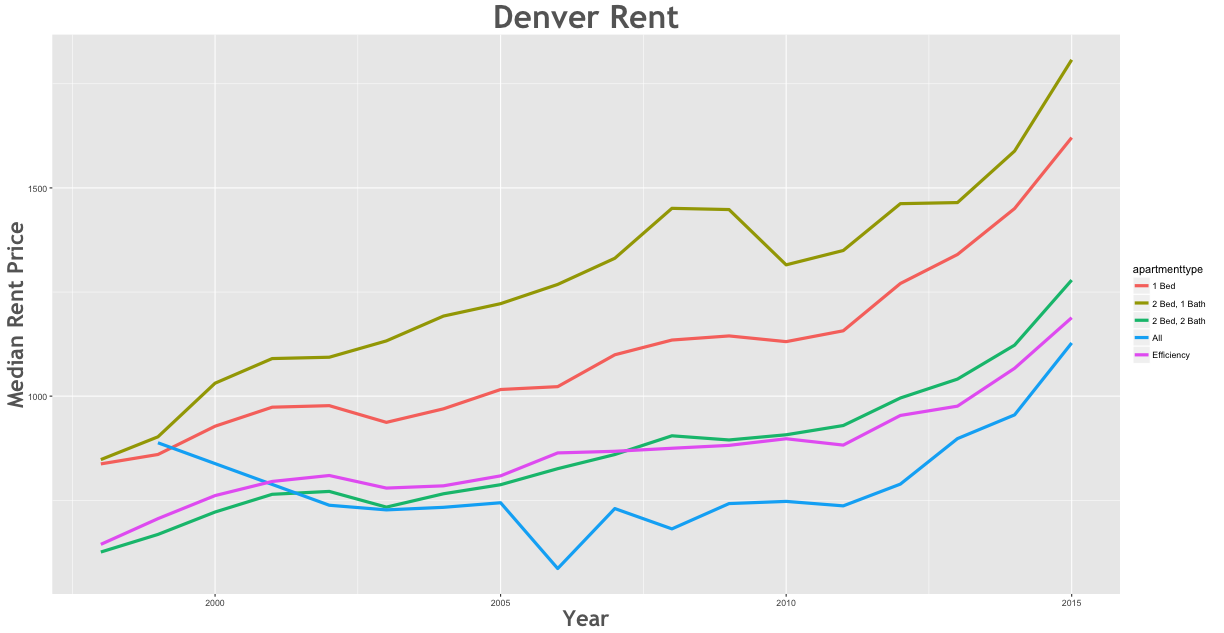 Denver Rent
Median Rent Price
1500
1000
2000
2005
2010
2015
Year
apartmenttype
1 Bed
2 Bed, 1 Bath
2 Bed, 2 Bath
All
Efficiency